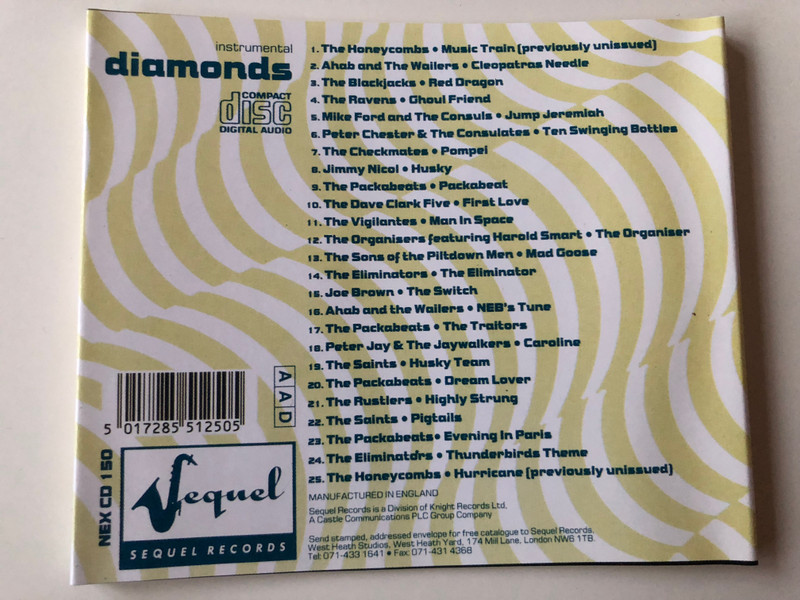 instrumental
diamonds
COMPACT
disc
DIGITAL AUDIO
1. The Honeycombs • Music Train (previously unissued)
2. Ahab and The Wailers • Cleopatras Needle
3. The Blackjacks • Red Dragon
4. The Ravens • Ghoul Friend
5. Mike Ford and The Consuls • Jump Jeremiah
6. Peter Chester & The Consulates • Ten Swinging Bottles
7. The Checkmates • Pompei
8. Jimmy Nicol • Husky
9. The Packabeats • Packabeat
10. The Dave Clark Five • First Love
11. The Vigilantes • Man In Space
12. The Organisers featuring Harold Smart • The Organiser
13. The Sons of the Piltdown Men • Mad Goose
14. The Eliminators • The Eliminator
15. Joe Brown • The Switch
16. Ahab and the Wailers • NEB's Tune
17. The Packabeats • The Traitors
18. Peter Jay & The Jaywalkers • Caroline
19. The Saints • Husky Team
20. The Packabeats • Dream Lover
21. The Rustlers • Highly Strung
22. The Saints • Pigtails
23. The Packabeats • Evening In Paris
24. The Eliminators • Thunderbirds Theme
25. The Honeycombs • Hurricane (previously unissued)
MANUFACTURED IN ENGLAND
Sequel Records is a Division of Knight Records Ltd.
A Castle Communications PLC Group Company
Send stamped, addressed envelope for free catalogue to Sequel Records.
West Heath Studios, West Heath Yard, 174 Mill Lane, London NW6 1TB.
Tel: 071-433 1641 • Fax: 071-431 4368
AAD
5 017285 512505
NEX CD 150
Sequel
SEQUEL RECORDS